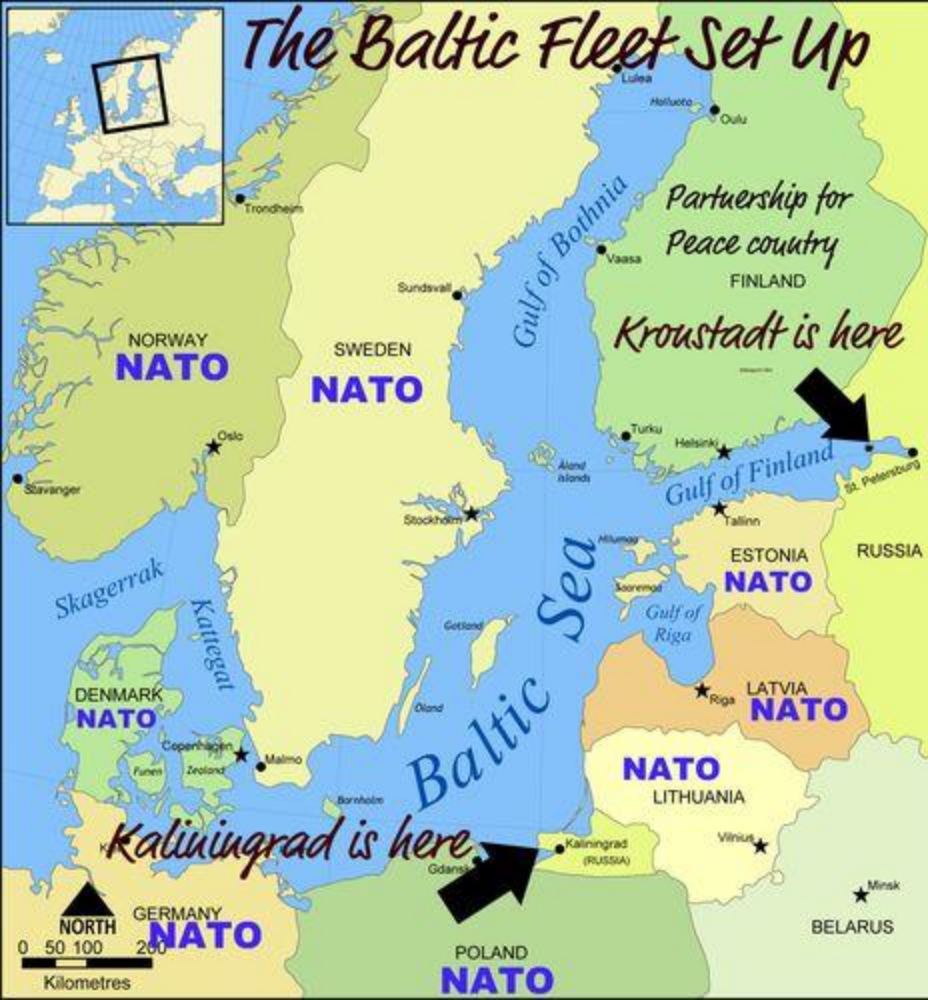 The Baltic Fleet Set Up
Lulea
Oulu
Trondheim
Gulf of Bothnia
Partnership for
Peace country
FINLAND
Vaasa
Sundsvall
Kronstadt is here
NORWAY
NATO
SWEDEN
NATO
Oslo
Turku
Helsinki
Åland
islands
Gulf of Finland
St. Petersburg
Stavanger
Stockholm
Tallinn
RUSSIA
ESTONIA
NATO
Skagerrak
Kattegat
Saaremaa
Gulf of
Riga
Gotland
Baltic Sea
Oland
DENMARK
NATO
Riga
LATVIA
NATO
Copenhagen
Malmo
Funen
Zealand
Bornholm
NATO
LITHUANIA
Vilnius
Kaliningrad is here
Kaliningrad
(RUSSIA)
Gdansk
Minsk
BELARUS
NORTH
GERMANY
NATO
0 50 100 200
Kilometres
POLAND
NATO